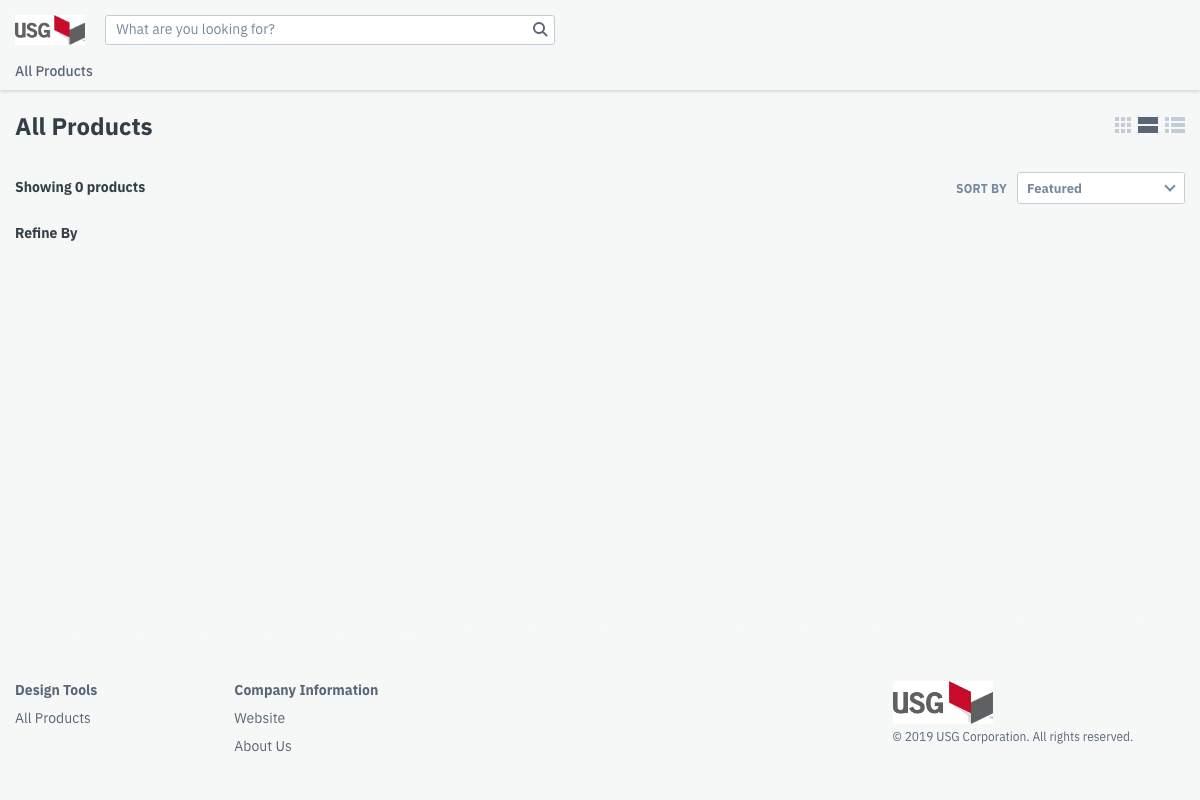 USG
What are you looking for?
All Products
All Products
Showing 0 products
SORT BY Featured
Refine By
Design Tools
All Products
Company Information
Website
About Us
USG
© 2019 USG Corporation. All rights reserved.